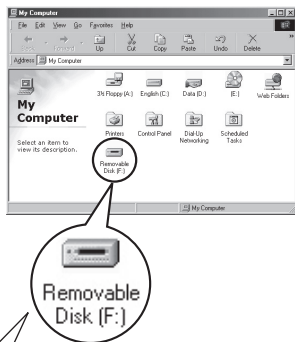 My Computer
File Edit View Go Favorites Help
Back Forward Up Cut Copy Paste Undo Delete
Address My Computer
3½ Floppy (A:) English (C:) Data (D:) (E:) Web Folders
My
Computer
Printers Control Panel Dial-Up
Networking Scheduled
Tasks
Select an item to
view its description.
Removable
Disk (F:)
My Computer
Removable
Disk (F:)